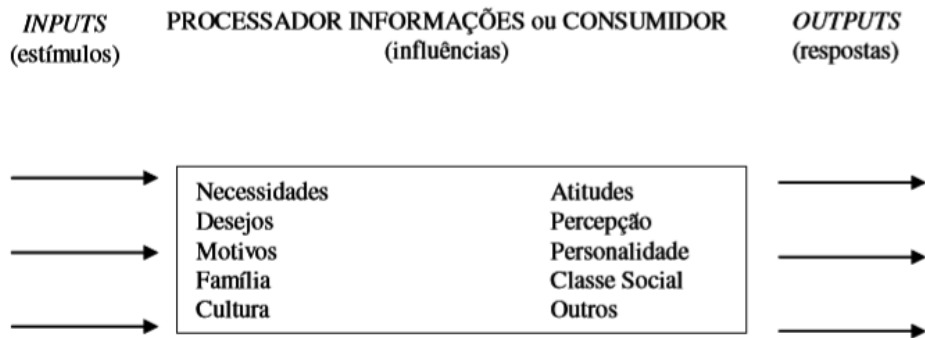 INPUTS PROCESSADOR INFORMAÇÕES ou CONSUMIDOR OUTPUTS
(estímulos) (influências) (respostas)
Necessidades Atitudes
Desejos Percepção
Motivos Personalidade
Família Classe Social
Cultura Outros